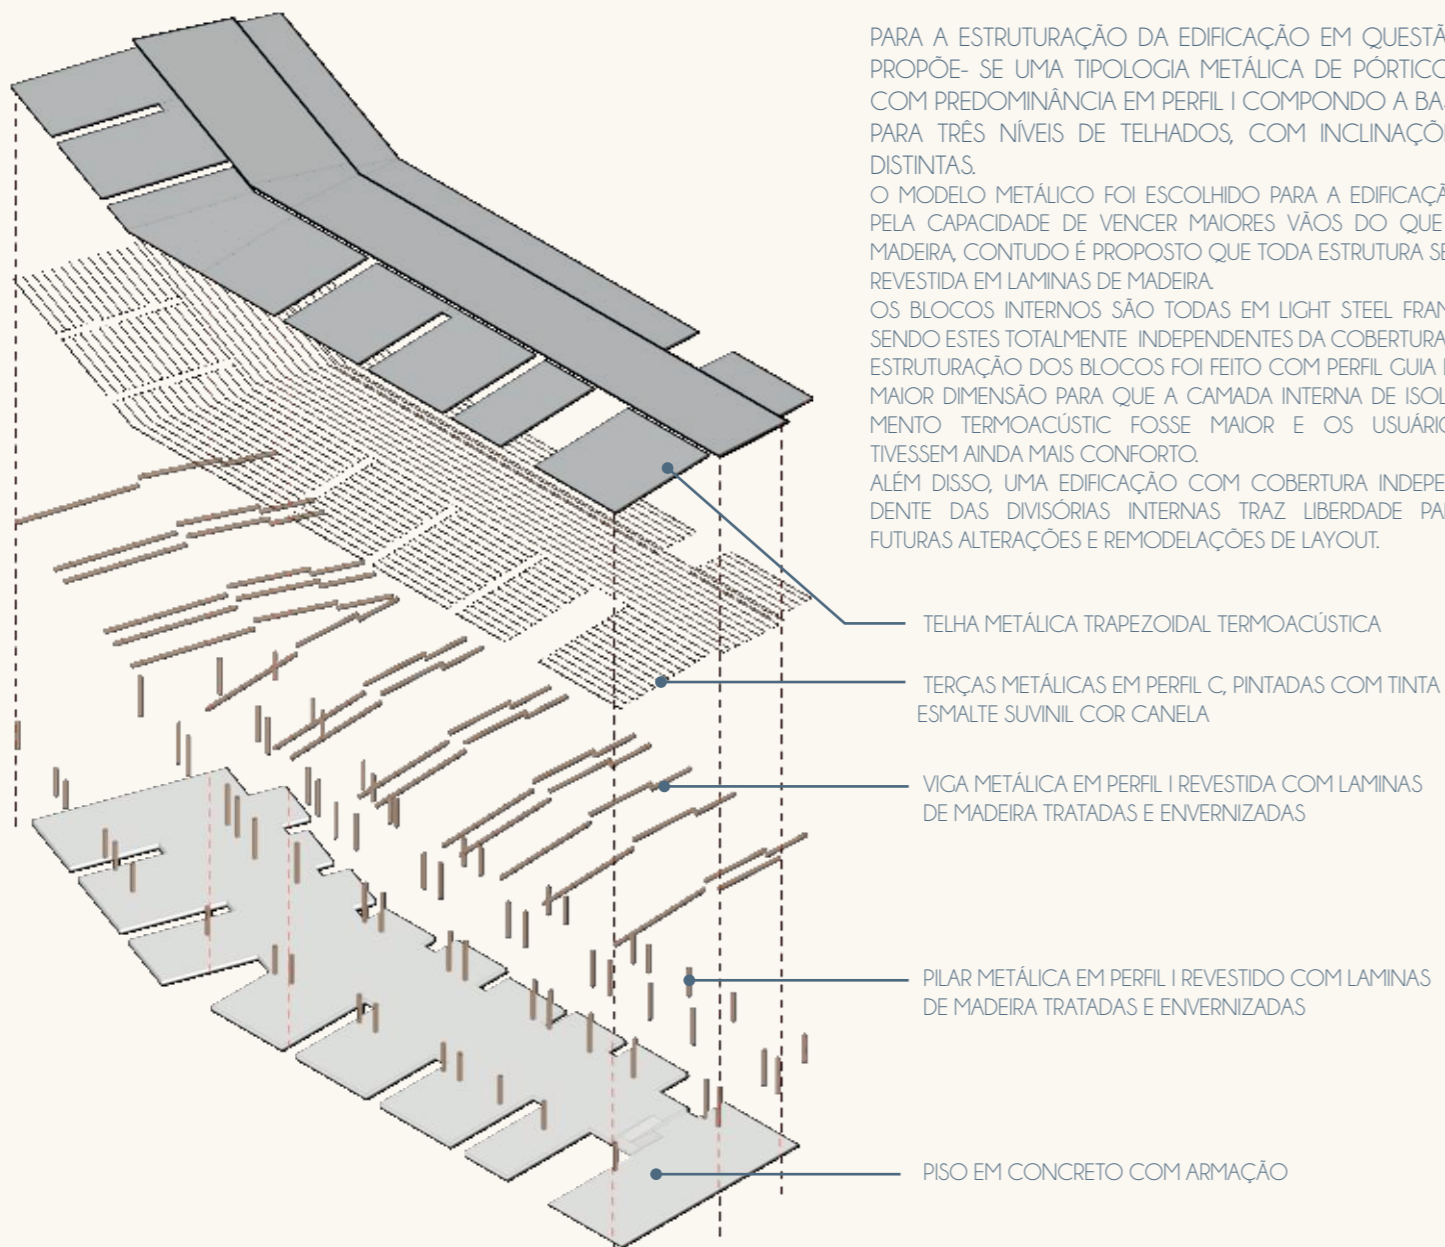 PARA A ESTRUTURAÇÃO DA EDIFICAÇÃO EM QUESTÃ
PROPÕE- SE UMA TIPOLOGIA METÁLICA DE PÓRTICO
COM PREDOMINÂNCIA EM PERFIL I COMPONDO A BA
PARA TRÊS NÍVEIS DE TELHADOS, COM INCLINAÇÕ
DISTINTAS.
O MODELO METÁLICO FOI ESCOLHIDO PARA A EDIFICAÇÃ
PELA CAPACIDADE DE VENCER MAIORES VÃOS DO QUE
MADEIRA, CONTUDO É PROPOSTO QUE TODA ESTRUTURA SE
REVESTIDA EM LAMINAS DE MADEIRA.
OS BLOCOS INTERNOS SÃO TODAS EM LIGHT STEEL FRAN
SENDO ESTES TOTALMENTE INDEPENDENTES DA COBERTURA
ESTRUTURAÇÃO DOS BLOCOS FOI FEITO COM PERFIL GUIA
MAIOR DIMENSÃO PARA QUE A CAMADA INTERNA DE ISOL
MENTO TERMOACÚSTIC FOSSE MAIOR E OS USUÁRIO
TIVESSEM AINDA MAIS CONFORTO.
ALÉM DISSO, UMA EDIFICAÇÃO COM COBERTURA INDEPE
DENTE DAS DIVISÓRIAS INTERNAS TRAZ LIBERDADE PA
FUTURAS ALTERAÇÕES E REMODELAÇÕES DE LAYOUT.
TELHA METÁLICA TRAPEZOIDAL TERMOACÚSTICA
TERÇAS METÁLICAS EM PERFIL C, PINTADAS COM TINTA
ESMALTE SUVINIL COR CANELA
VIGA METÁLICA EM PERFIL I REVESTIDA COM LAMINAS
DE MADEIRA TRATADAS E ENVERNIZADAS
PILAR METÁLICA EM PERFIL I REVESTIDO COM LAMINAS
DE MADEIRA TRATADAS E ENVERNIZADAS
PISO EM CONCRETO COM ARMAÇÃO